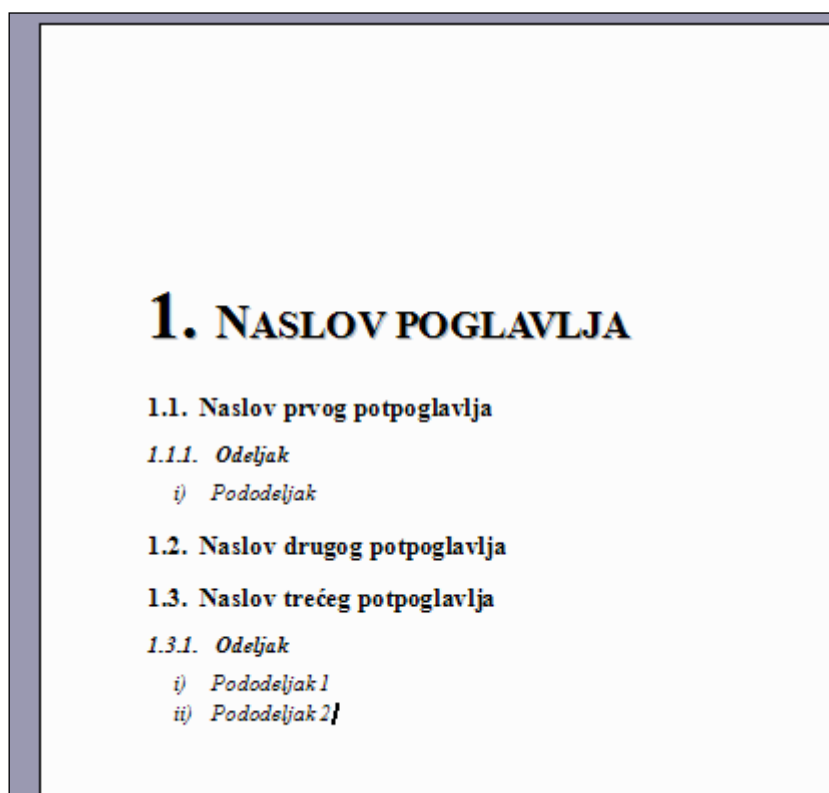 1. NASLOV POGLAVLJA
1.1. Naslov prvog potpoglavlja
1.1.1. Odeljak
i) Pododeljak
1.2. Naslov drugog potpoglavlja
1.3. Naslov trećeg potpoglavlja
1.3.1. Odeljak
i) Pododeljak 1
ii) Pododeljak 2